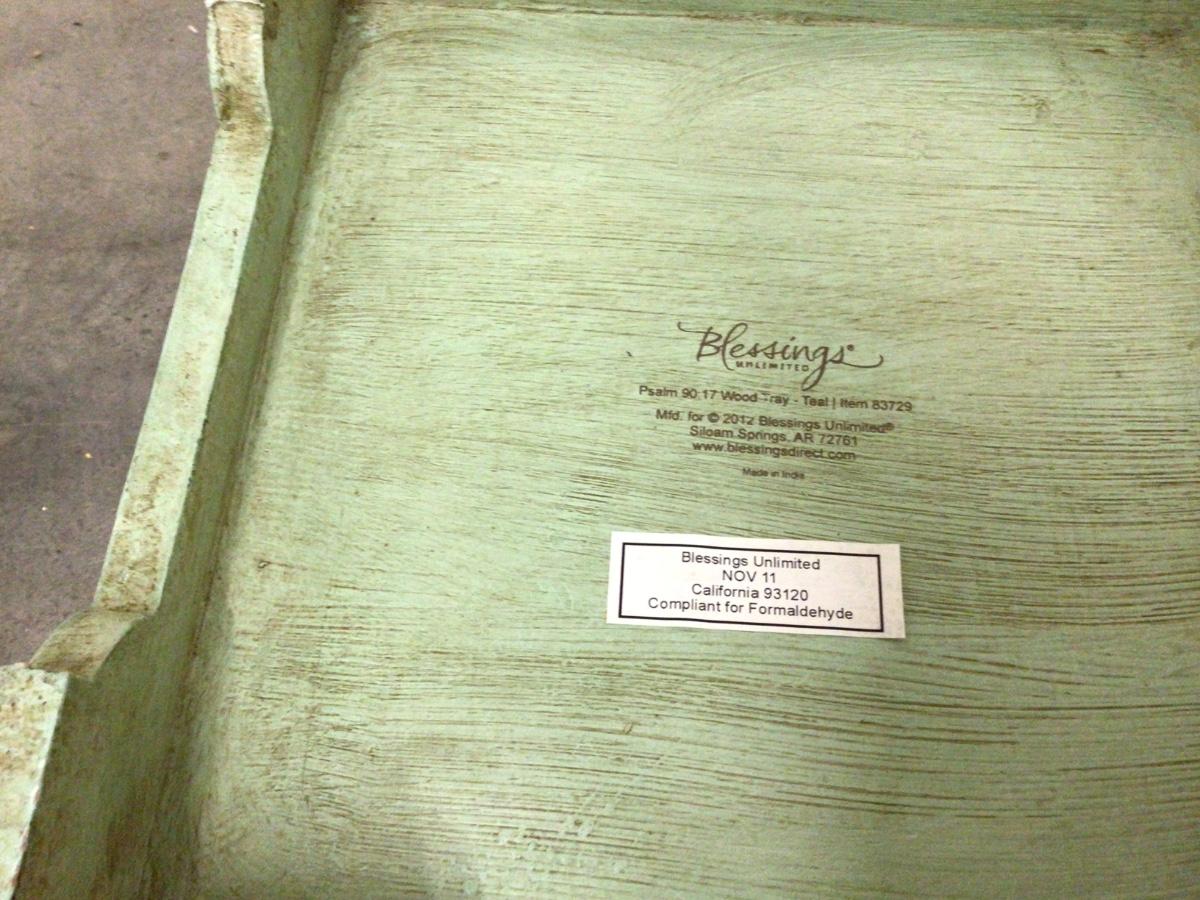 Blessings®
UNLIMITED
Psalm 90:17 Wood Tray - Teal | Item 83729
Mfd. for © 2012 Blessings Unlimited®
Siloam Springs, AR 72761
www.blessingsdirect.com
Made in India
Blessings Unlimited
NOV 11
California 93120
Compliant for Formaldehyde